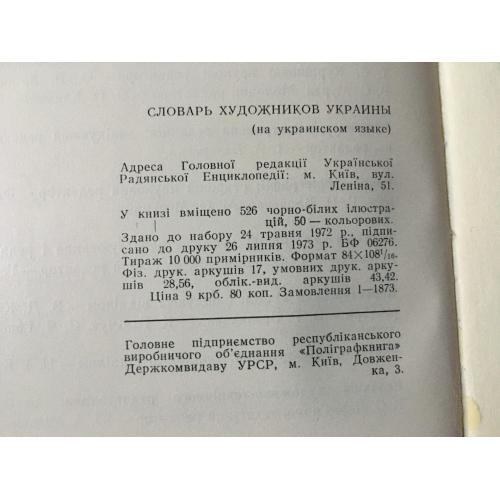 СЛОВАРЬ ХУДОЖНИКОВ УКРАИНЫ
(на украинском языке)
Адреса Головної редакції Української
Радянської Енциклопедії: м. Київ, вул.
Леніна, 51.
У книзі вміщено 526 чорно-білих ілюстра-
цій, 50 — кольорових.
Здано до набору 24 травня 1972 р., підпи-
сано до друку 26 липня 1973 р. БФ 06276.
Тираж 10 000 примірників. Формат 84×108¹/₁₆.
Фіз. друк. аркушів 17, умовних друк. арку-
шів 28,56, облік.-вид. аркушів 43,42.
Ціна 9 крб. 80 коп. Замовлення 1—1873.
Головне підприємство республіканського
виробничого об'єднання «Поліграфкнига»
Держкомвидаву УРСР, м. Київ, Довжен-
ка, 3.